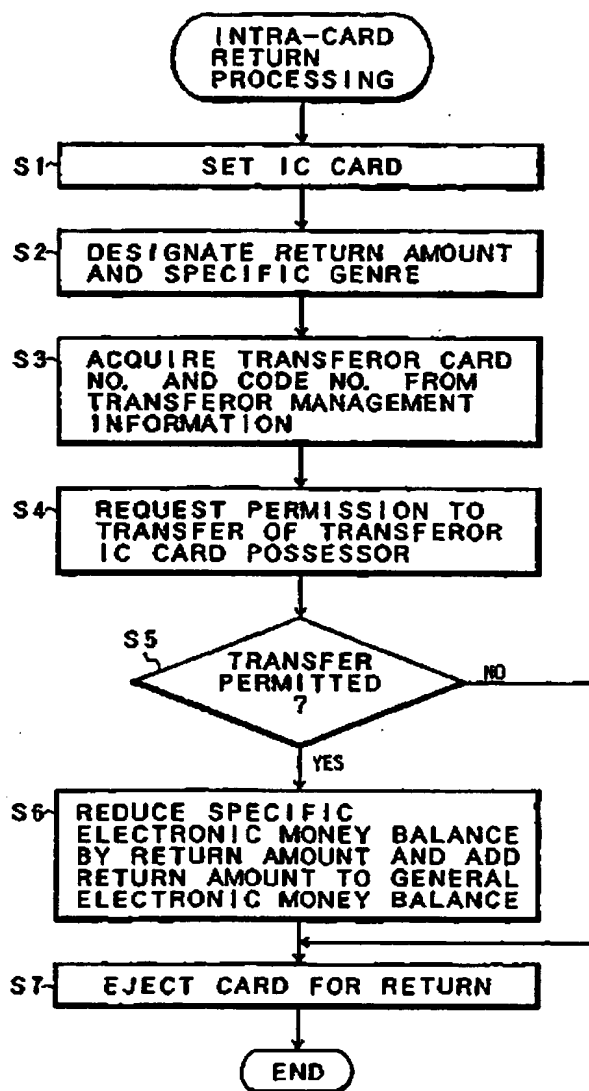 INTRA-CARD
RETURN
PROCESSING
S1
SET IC CARD
S2
DESIGNATE RETURN AMOUNT
AND SPECIFIC GENRE
S3
ACQUIRE TRANSFEROR CARD
NO. AND CODE NO. FROM
TRANSFEROR MANAGEMENT
INFORMATION
S4
REQUEST PERMISSION TO
TRANSFER OF TRANSFEROR
IC CARD POSSESSOR
S5
TRANSFER
PERMITTED
?
NO
YES
S6
REDUCE SPECIFIC
ELECTRONIC MONEY BALANCE
BY RETURN AMOUNT AND ADD
RETURN AMOUNT TO GENERAL
ELECTRONIC MONEY BALANCE
S7
EJECT CARD FOR RETURN
END